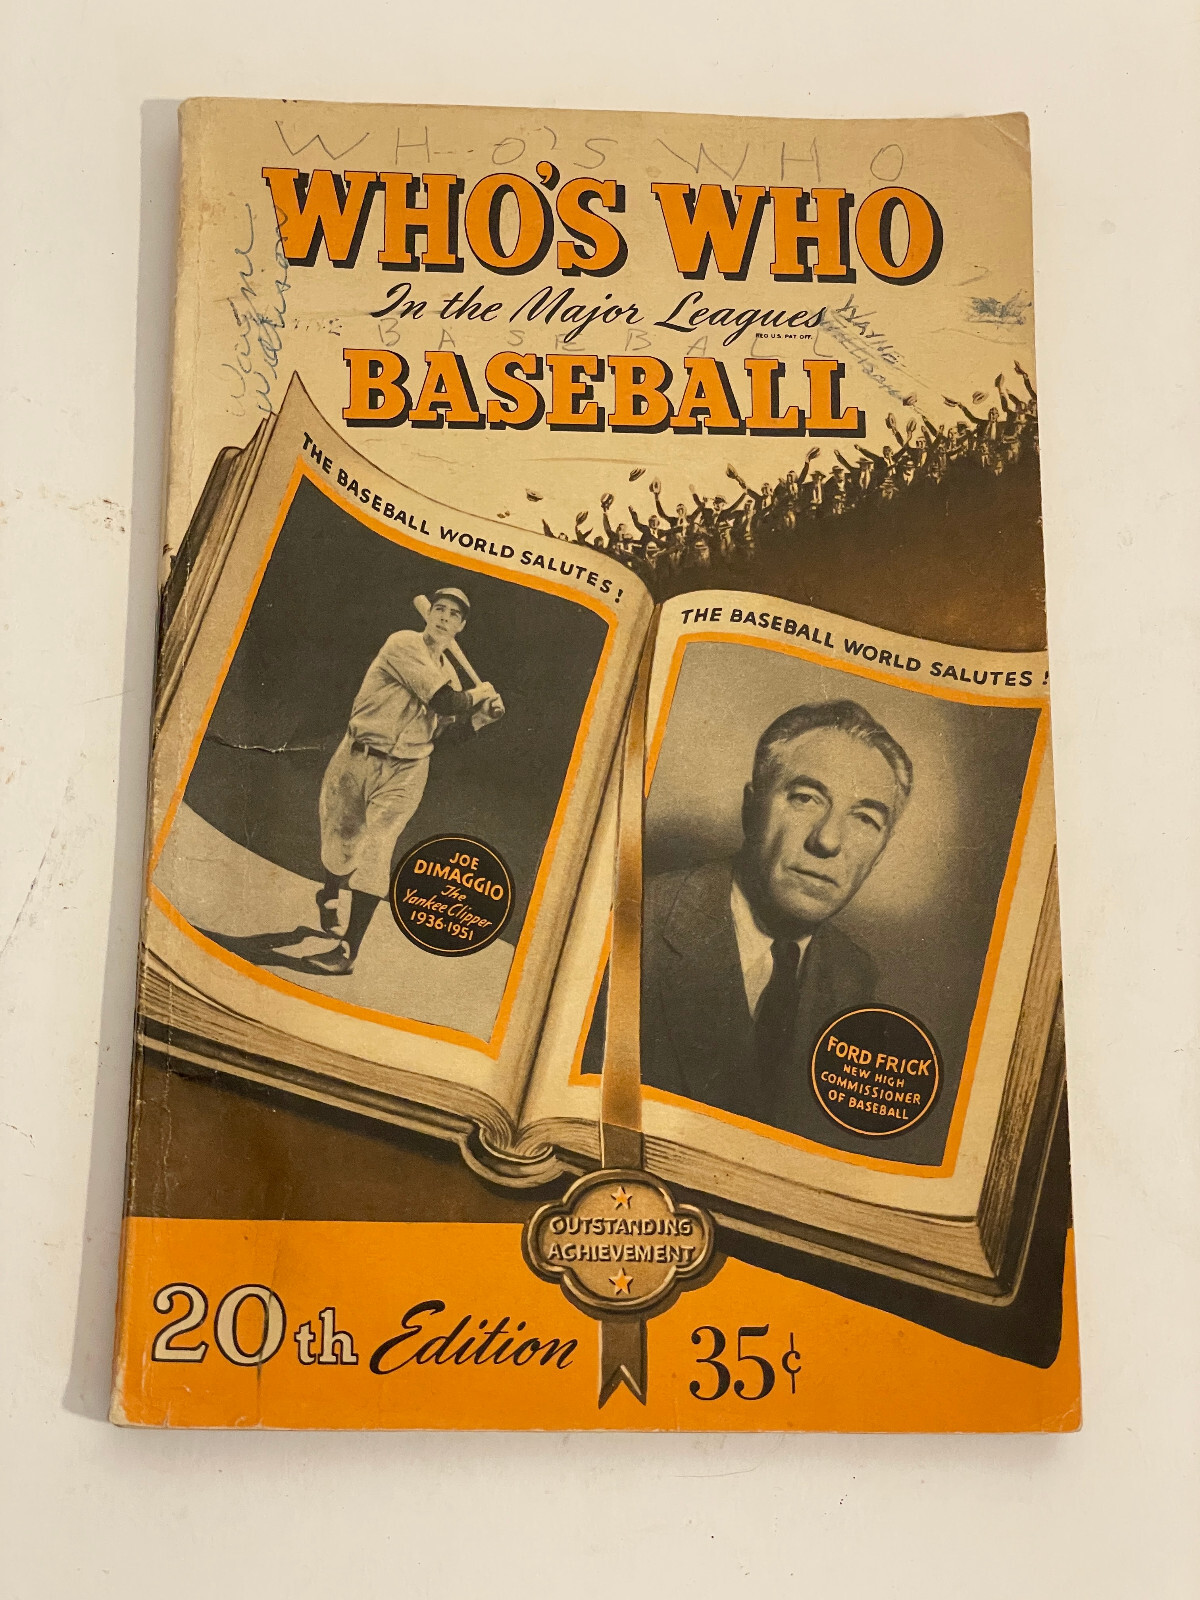 WHO'S WHO
WHO'S WHO
In the Major Leagues
REG U.S. PAT OFF.
BASEBALL
BASEBALL
Wayne
WAYNE
THE BASEBALL WORLD SALUTES!
THE BASEBALL WORLD SALUTES!
JOE
DIMAGGIO
The
Yankee Clipper
1936-1951
FORD FRICK
NEW HIGH
COMMISSIONER
OF BASEBALL
OUTSTANDING
ACHIEVEMENT
20th Edition
35¢